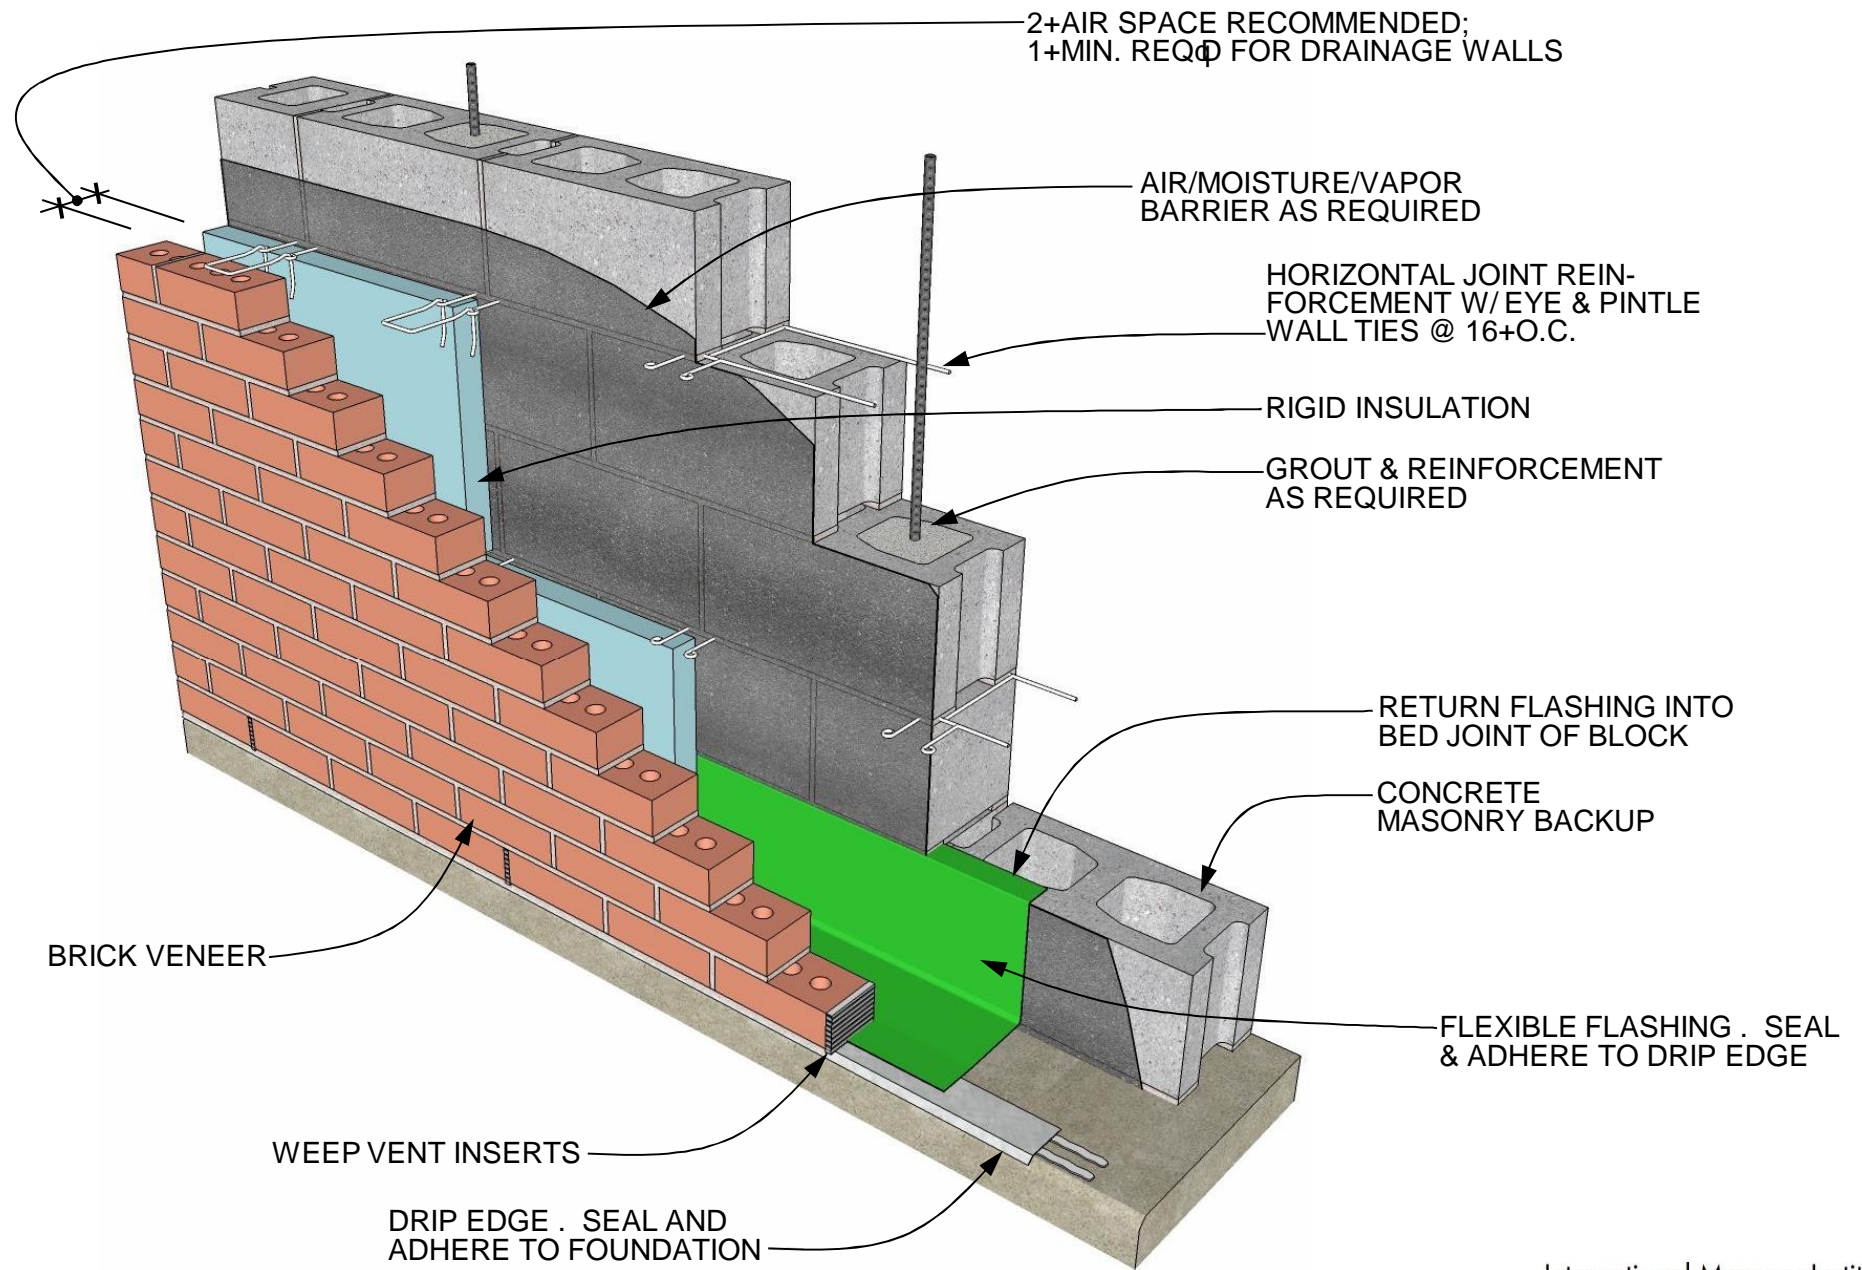 2+AIR SPACE RECOMMENDED;
1+MIN. REQqD FOR DRAINAGE WALLS
AIR/MOISTURE/VAPOR
BARRIER AS REQUIRED
HORIZONTAL JOINT REIN-
FORCEMENT W/ EYE & PINTLE
WALL TIES @ 16+O.C.
RIGID INSULATION
GROUT & REINFORCEMENT
AS REQUIRED
RETURN FLASHING INTO
BED JOINT OF BLOCK
CONCRETE
MASONRY BACKUP
BRICK VENEER
FLEXIBLE FLASHING . SEAL
& ADHERE TO DRIP EDGE
WEEP VENT INSERTS
DRIP EDGE . SEAL AND
ADHERE TO FOUNDATION